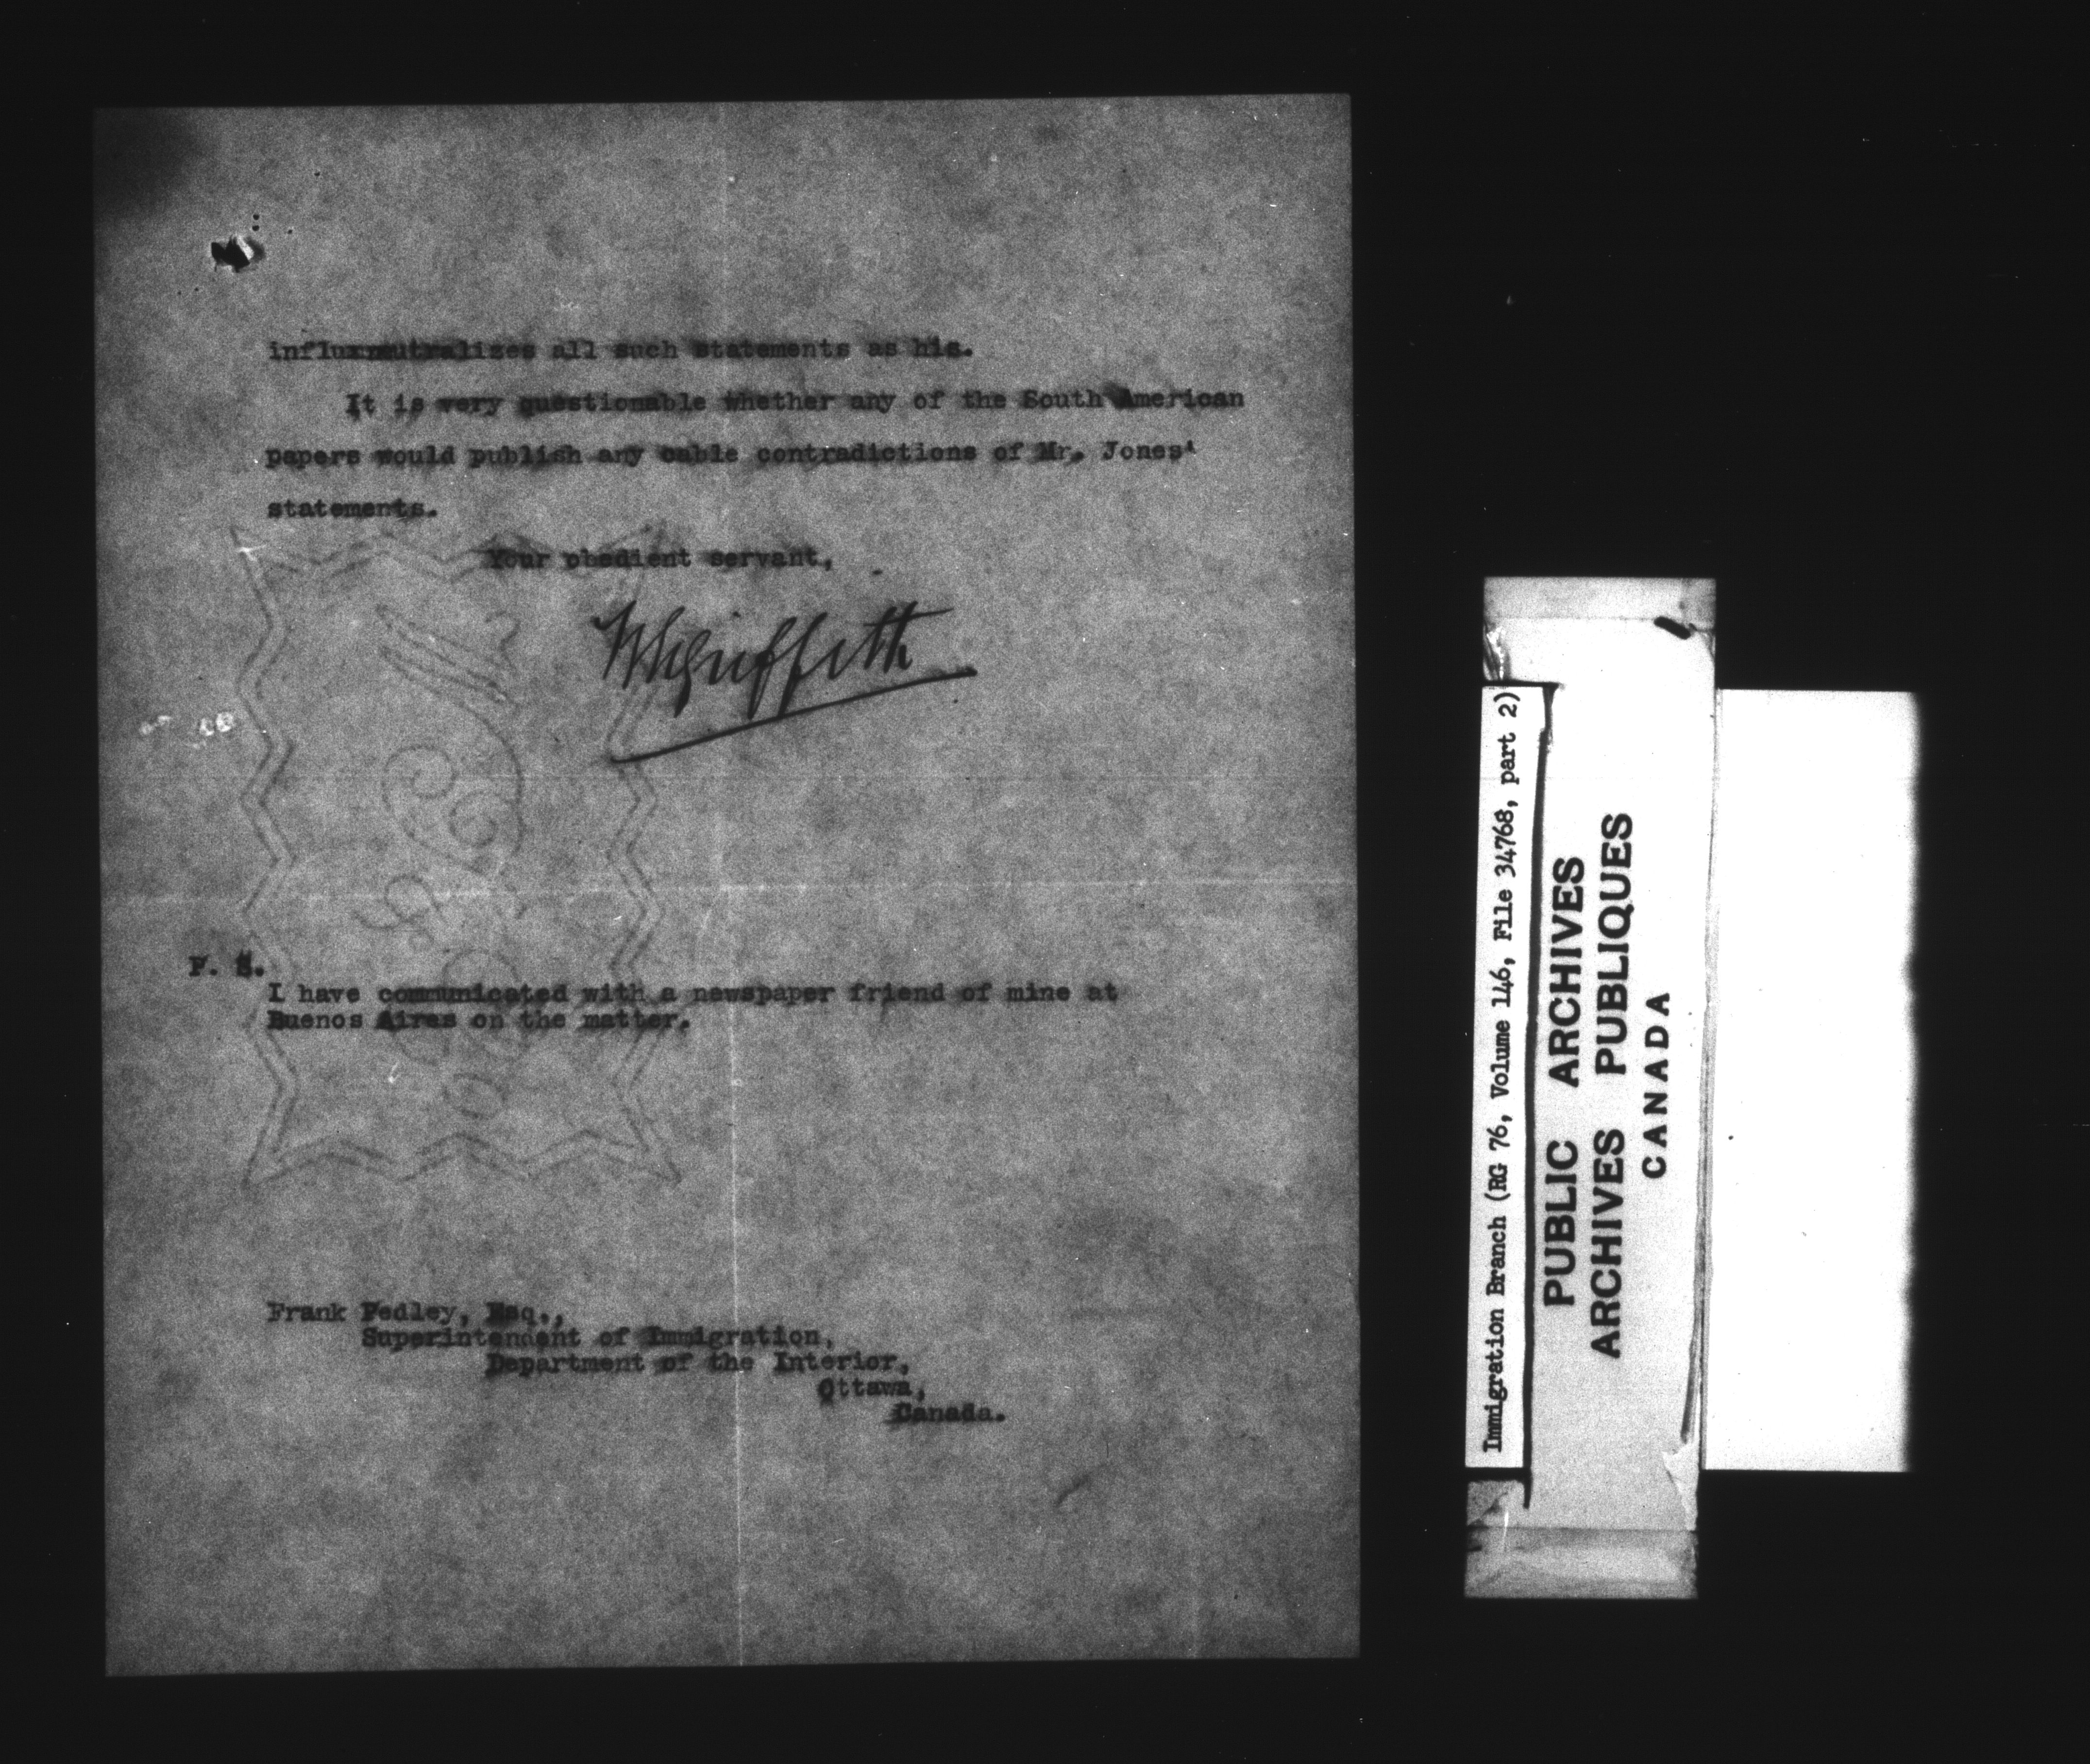 influxneutralizes all such statements as his.
It is very questionable whether any of the South American
papers would publish any cable contradictions of Mr. Jones'
statements.
Your obedient servant,
W L Griffith
P. S.
I have communicated with a newspaper friend of mine at
Buenos Aires on the matter.
Frank Pedley, Esq.,
Superintendent of Immigration,
Department of the Interior,
Ottawa,
Canada.
Immigration Branch (RG 76, Volume 146, File 34768, part 2)
PUBLIC ARCHIVES
ARCHIVES PUBLIQUES
CANADA